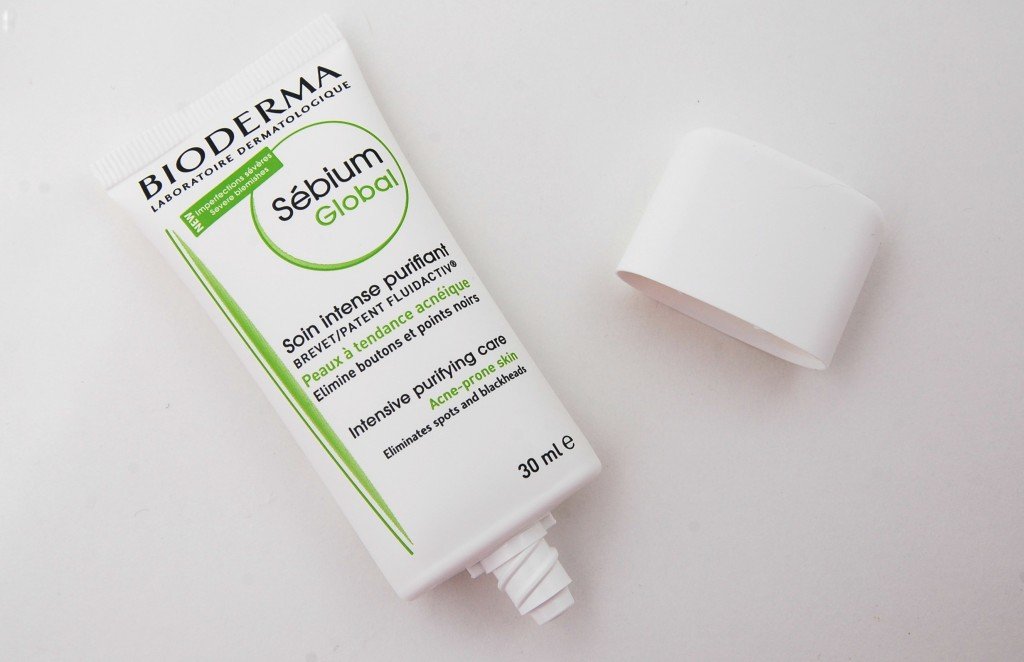 BIODERMA
LABORATOIRE DERMATOLOGIQUE
NEW
Imperfections sévères
Severe blemishes
Sébium
Global
Soin intense purifiant
BREVET/PATENT FLUIDACTIV®
Peaux à tendance acnéique
Elimine boutons et points noirs
Intensive purifying care
Acne-prone skin
Eliminates spots and blackheads
30 ml e